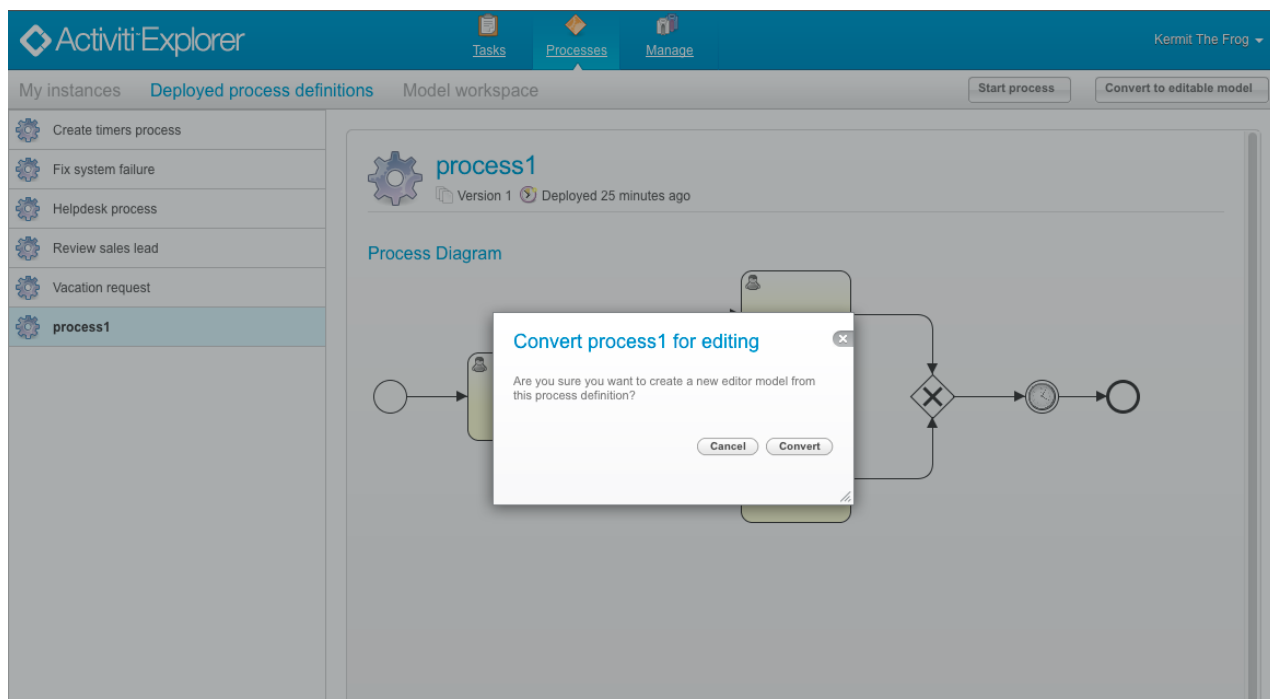 Activiti Explorer
Tasks
Processes
Manage
Kermit The Frog
My instances
Deployed process definitions
Model workspace
Start process
Convert to editable model
Create timers process
Fix system failure
Helpdesk process
Review sales lead
Vacation request
process1
process1
Version 1
Deployed 25 minutes ago
Process Diagram
Convert process1 for editing
Are you sure you want to create a new editor model from
this process definition?
Cancel
Convert